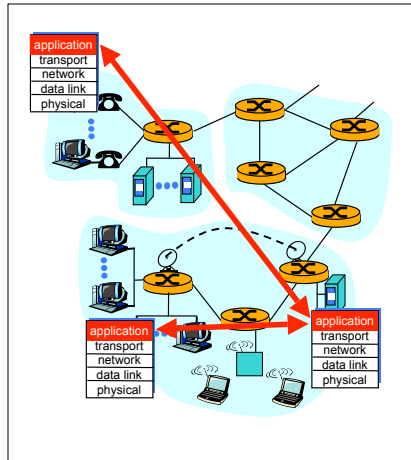 application
transport
network
data link
physical
application
transport
network
data link
physical
application
transport
network
data link
physical